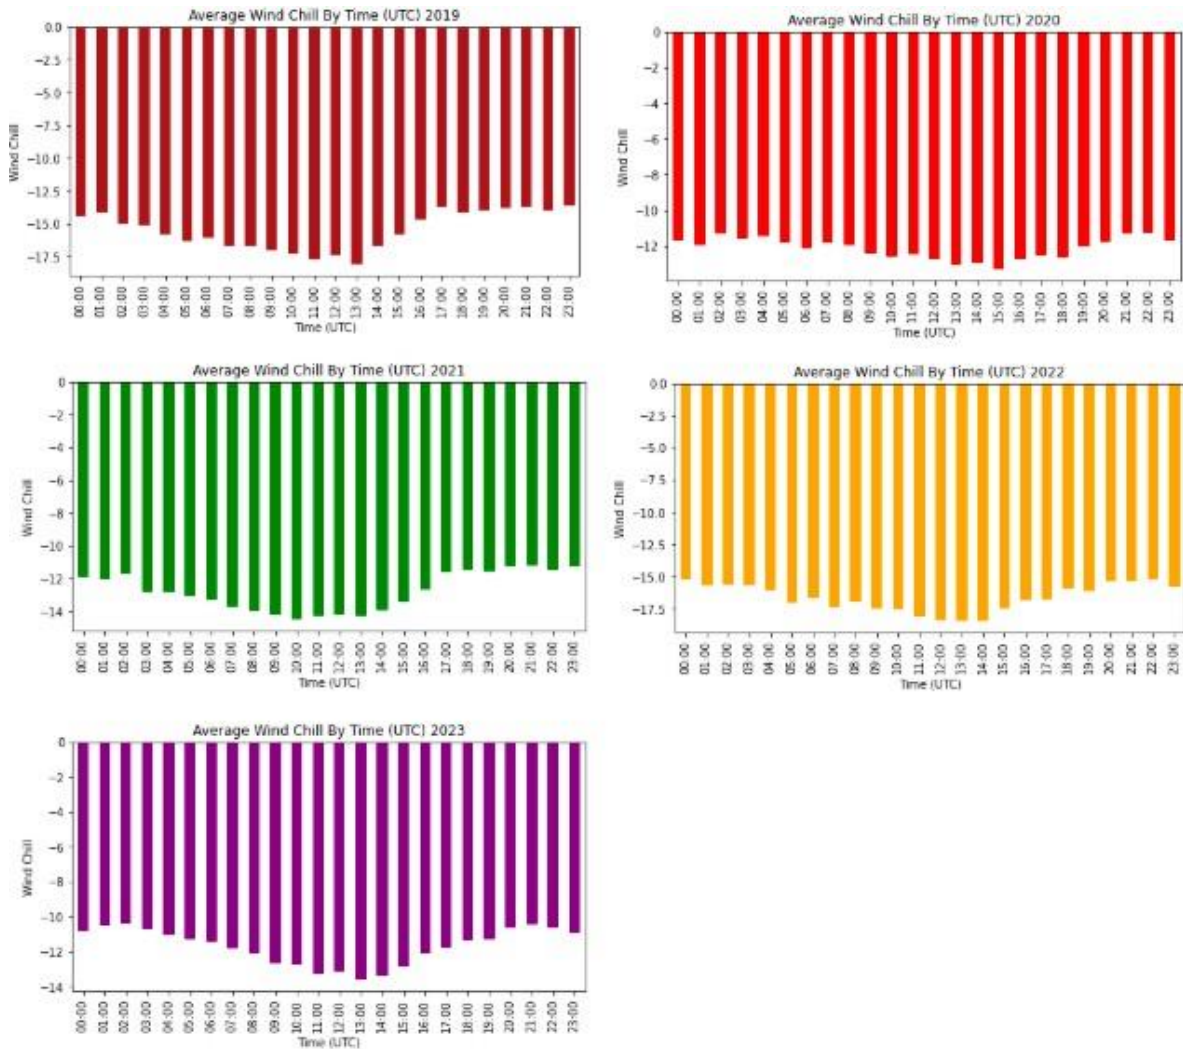 Average Wind Chill By Time (UTC) 2019
0.0
−2.5
−5.0
−7.5
−10.0
−12.5
−15.0
−17.5
Wind Chill
00:00 01:00 02:00 03:00 04:00 05:00 06:00 07:00 08:00 09:00 10:00 11:00 12:00 13:00 14:00 15:00 16:00 17:00 18:00 19:00 20:00 21:00 22:00 23:00
Time (UTC)
Average Wind Chill By Time (UTC) 2020
0
−2
−4
−6
−8
−10
−12
Wind Chill
00:00 01:00 02:00 03:00 04:00 05:00 06:00 07:00 08:00 09:00 10:00 11:00 12:00 13:00 14:00 15:00 16:00 17:00 18:00 19:00 20:00 21:00 22:00 23:00
Time (UTC)
Average Wind Chill By Time (UTC) 2021
0
−2
−4
−6
−8
−10
−12
−14
Wind Chill
00:00 01:00 02:00 03:00 04:00 05:00 06:00 07:00 08:00 09:00 10:00 11:00 12:00 13:00 14:00 15:00 16:00 17:00 18:00 19:00 20:00 21:00 22:00 23:00
Time (UTC)
Average Wind Chill By Time (UTC) 2022
0.0
−2.5
−5.0
−7.5
−10.0
−12.5
−15.0
−17.5
Wind Chill
00:00 01:00 02:00 03:00 04:00 05:00 06:00 07:00 08:00 09:00 10:00 11:00 12:00 13:00 14:00 15:00 16:00 17:00 18:00 19:00 20:00 21:00 22:00 23:00
Time (UTC)
Average Wind Chill By Time (UTC) 2023
0
−2
−4
−6
−8
−10
−12
−14
Wind Chill
00:00 01:00 02:00 03:00 04:00 05:00 06:00 07:00 08:00 09:00 10:00 11:00 12:00 13:00 14:00 15:00 16:00 17:00 18:00 19:00 20:00 21:00 22:00 23:00